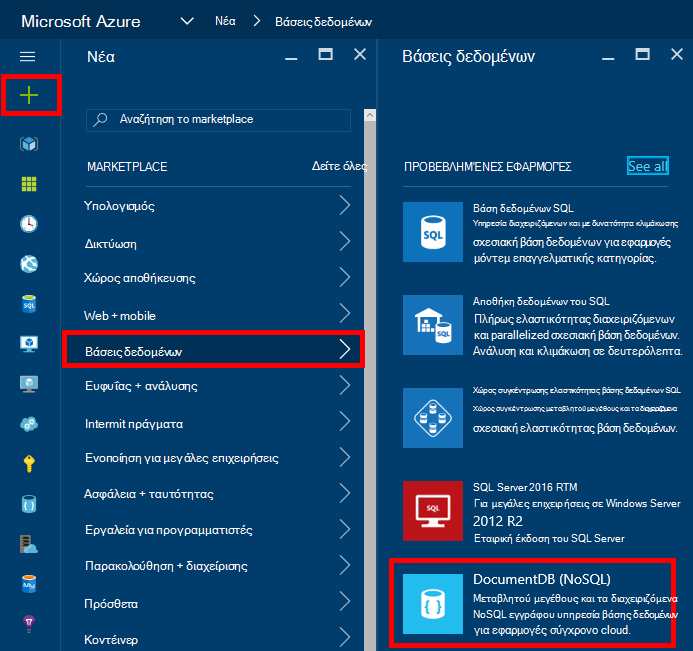 Microsoft Azure
Νέα
Βάσεις δεδομένων
Νέα
Αναζήτηση το marketplace
MARKETPLACE
Δείτε όλες
Υπολογισμός
Δικτύωση
Χώρος αποθήκευσης
Web + mobile
Βάσεις δεδομένων
Ευφυΐας + ανάλυσης
Intermit πράγματα
Ενοποίηση για μεγάλες επιχειρήσεις
Ασφάλεια + ταυτότητας
Εργαλεία για προγραμματιστές
Παρακολούθηση + διαχείρισης
Πρόσθετα
Κοντέινερ
Βάσεις δεδομένων
ΠΡΟΒΕΒΛΗΜΈΝΕΣ ΕΦΑΡΜΟΓΈΣ
See all
SQL
Βάση δεδομένων SQL
Υπηρεσία διαχειριζόμενων και με δυνατότητα κλιμάκωσης
σχεσιακή βάση δεδομένων για εφαρμογές
μόντεμ επαγγελματικής κατηγορίας.
SQL
Αποθήκη δεδομένων του SQL
Πλήρως ελαστικότητας διαχειριζόμενων
και parallelized σχεσιακή βάση δεδομένων.
Ανάλυση και κλιμάκωση σε δευτερόλεπτα.
Χώρος συγκέντρωσης ελαστικότητας βάσης δεδομένων SQL
Χώρος συγκέντρωσης μεταβλητού μεγέθους και τα διαχειριζόμενα
σχεσιακή ελαστικότητας βάση δεδομένων.
SQL
SQL Server 2016 RTM
Για μεγάλες επιχειρήσεις σε Windows Server
2012 R2
Εταιρική έκδοση του SQL Server
DocumentDB (NoSQL)
Μεταβλητού μεγέθους και τα διαχειριζόμενα
NoSQL εγγράφου υπηρεσία βάσης δεδομένων
για εφαρμογές σύγχρονο cloud.